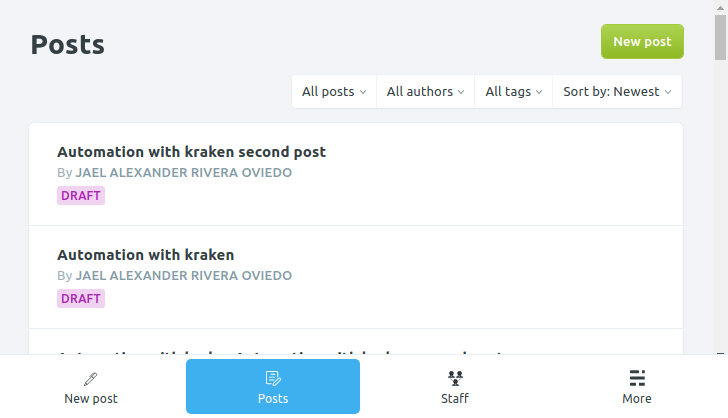 Posts
New post
All posts
All authors
All tags
Sort by: Newest
Automation with kraken second post
By JAEL ALEXANDER RIVERA OVIEDO
DRAFT
Automation with kraken
By JAEL ALEXANDER RIVERA OVIEDO
DRAFT
New post
Posts
Staff
More